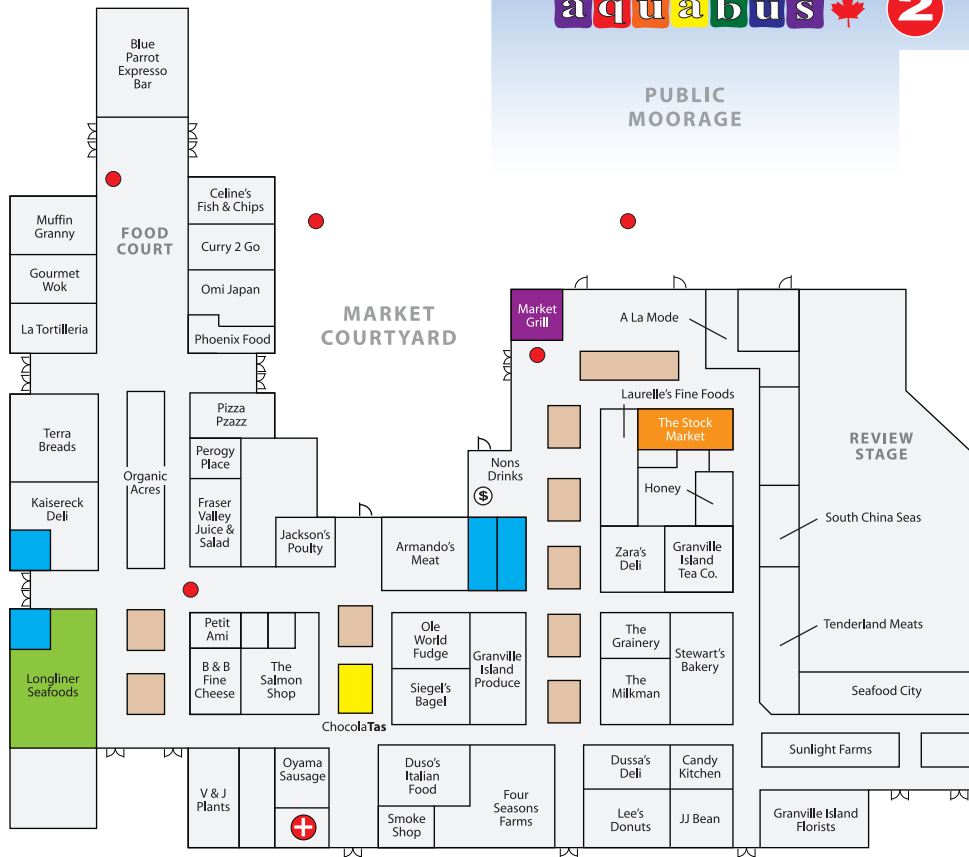 aquabus 2
PUBLIC
MOORAGE
Blue
Parrot
Expresso
Bar
Muffin
Granny
Gourmet
Wok
La Tortilleria
FOOD
COURT
Celine's
Fish & Chips
Curry 2 Go
Omi Japan
Phoenix Food
MARKET
COURTYARD
Market
Grill
A La Mode
Laurelle's Fine Foods
The Stock
Market
REVIEW
STAGE
Terra
Breads
Organic
Acres
Pizza
Pzazz
Perogy
Place
Kaisereck
Deli
Fraser
Valley
Juice &
Salad
Jackson's
Poulty
Armando's
Meat
Nons
Drinks
$
Honey
South China Seas
Zara's
Deli
Granville
Island
Tea Co.
Longliner
Seafoods
Petit
Ami
B & B
Fine
Cheese
The
Salmon
Shop
ChocolaTas
Ole
World
Fudge
Siegel's
Bagel
Granville
Island
Produce
The
Grainery
The
Milkman
Stewart's
Bakery
Tenderland Meats
Seafood City
V & J
Plants
Oyama
Sausage
Duso's
Italian
Food
Smoke
Shop
Four
Seasons
Farms
Dussa's
Deli
Candy
Kitchen
Lee's
Donuts
JJ Bean
Sunlight Farms
Granville Island
Florists